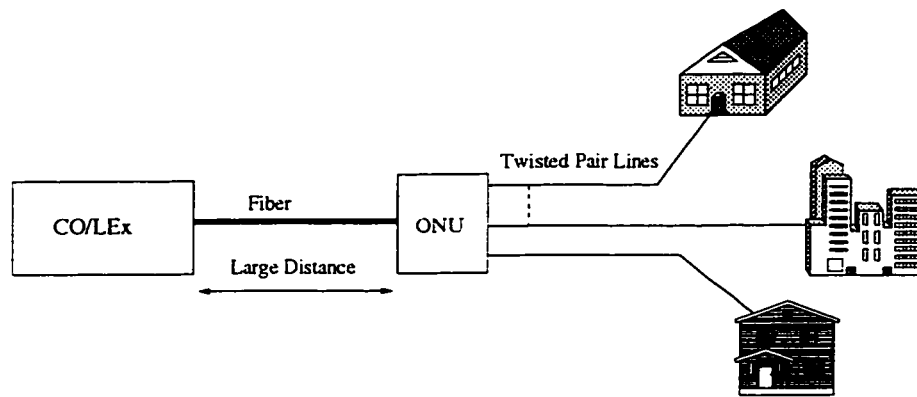 Twisted Pair Lines
Fiber
CO/LEx
ONU
Large Distance